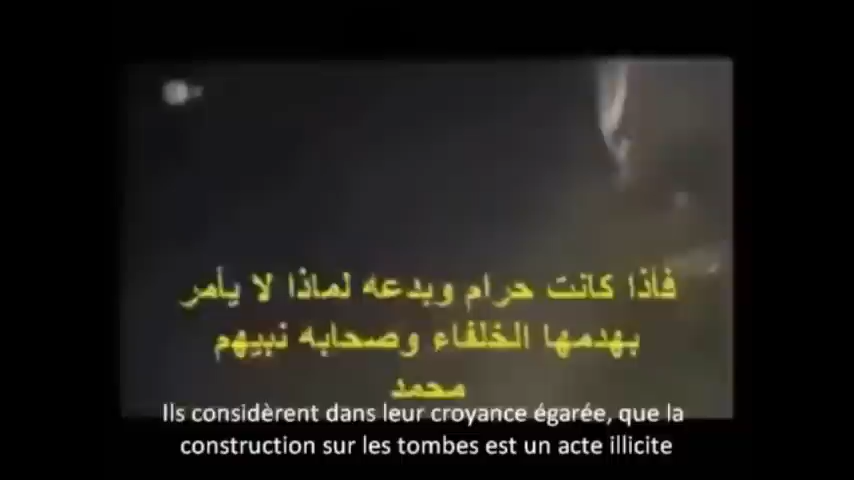 فأذا كانت حرام وبدعه لماذا لا يأمر
بهدمها الخلفاء وصحابه نبيهم
محمد
Ils considèrent dans leur croyance égarée, que la
construction sur les tombes est un acte illicite